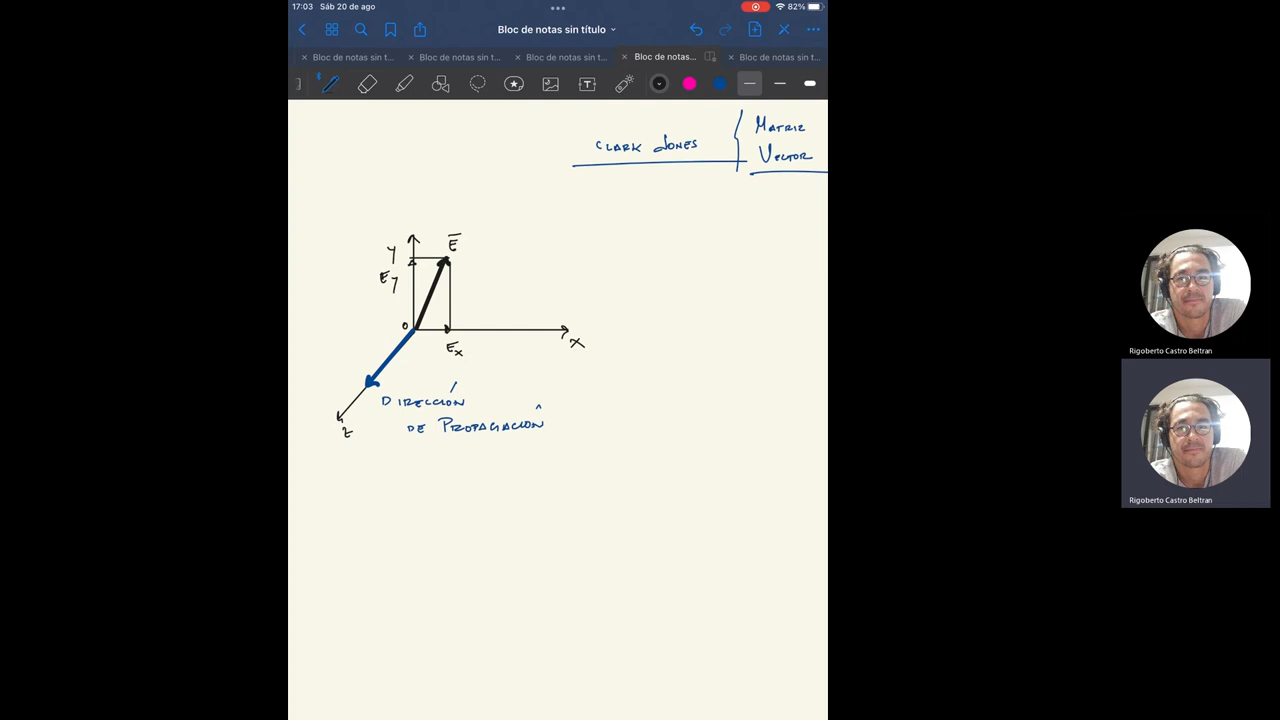 17:03 Sáb 20 de ago
82%
Bloc de notas sin título
Bloc de notas sin t...
Bloc de notas sin t...
Bloc de notas sin t...
Bloc de notas...
Bloc de notas sin t...
T
CLARK JONES
MATRIZ
VECTOR
Y
E
Ey
O
Ex
X
DIRECCIÓN
DE PROPAGACIÓN
Z
Rigoberto Castro Beltran
Rigoberto Castro Beltran